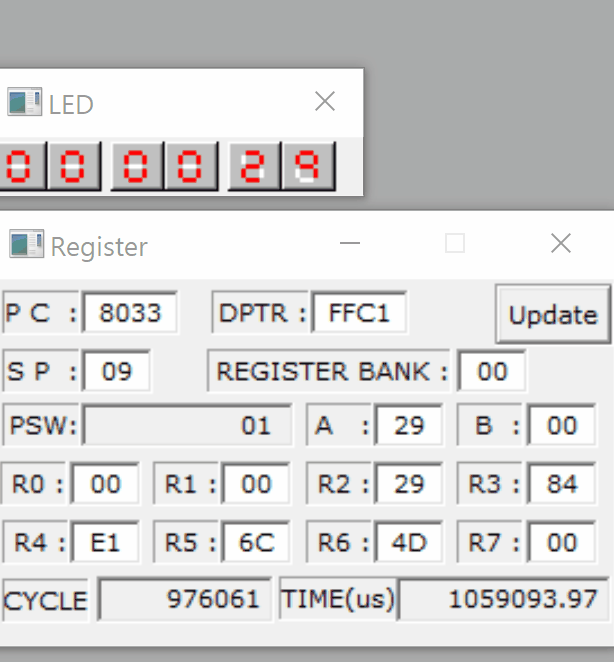 LED
0 0 0 0 2 9
Register
P C : 8033 DPTR : FFC1 Update
S P : 09 REGISTER BANK : 00
PSW: 01 A : 29 B : 00
R0 : 00 R1 : 00 R2 : 29 R3 : 84
R4 : E1 R5 : 6C R6 : 4D R7 : 00
CYCLE 976061 TIME(us) 1059093.97